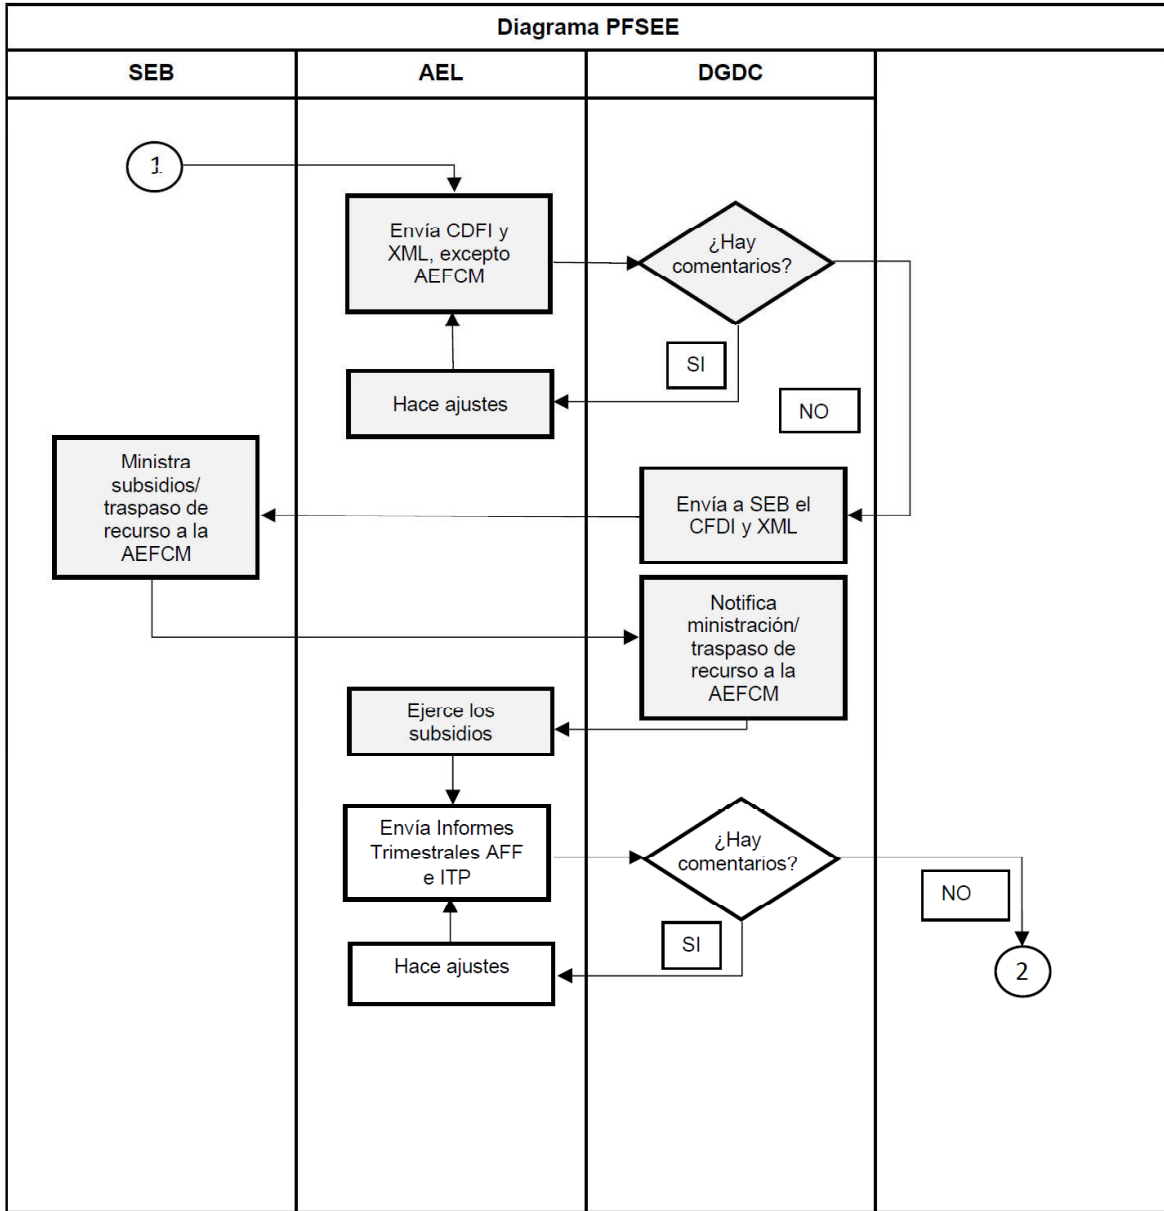 Diagrama PFSEE
SEB
AEL
DGDC
1
Envía CDFI y
XML, excepto
AEFCM
¿Hay
comentarios?
SI
Hace ajustes
NO
Ministra
subsidios/
traspaso de
recurso a la
AEFCM
Envía a SEB el
CFDI y XML
Notifica
ministración/
traspaso de
recurso a la
AEFCM
Ejerce los
subsidios
Envía Informes
Trimestrales AFF
e ITP
¿Hay
comentarios?
NO
SI
Hace ajustes
2